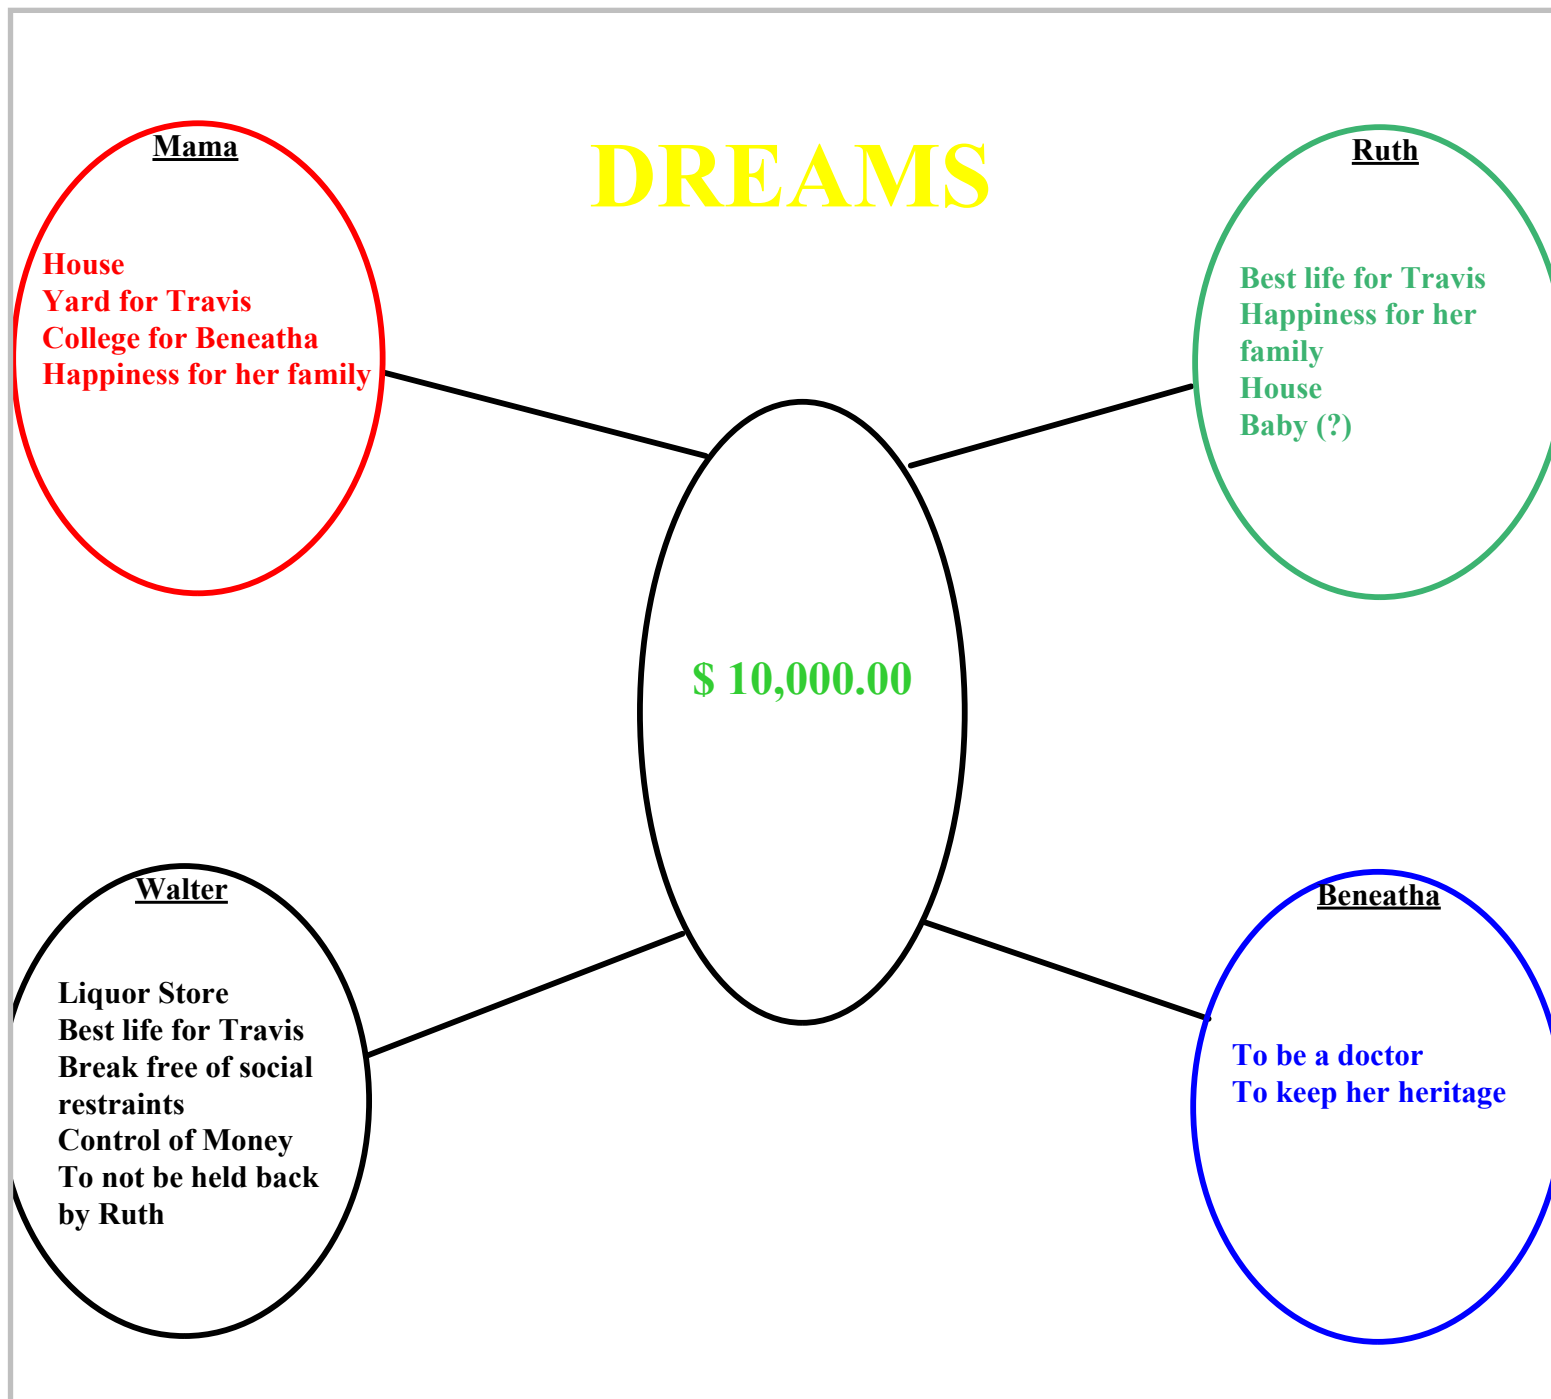 DREAMS
Mama
House
Yard for Travis
College for Beneatha
Happiness for her family
Ruth
Best life for Travis
Happiness for her
family
House
Baby (?)
$ 10,000.00
Walter
Liquor Store
Best life for Travis
Break free of social
restraints
Control of Money
To not be held back
by Ruth
Beneatha
To be a doctor
To keep her heritage